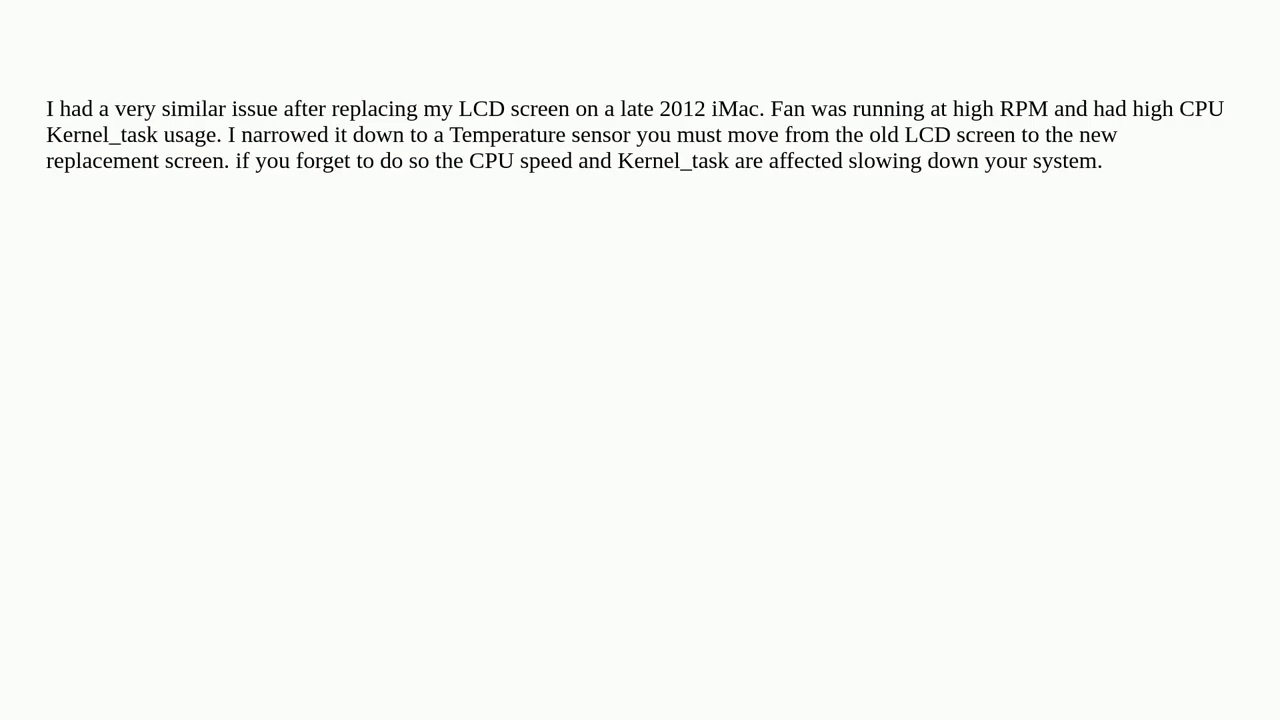 I had a very similar issue after replacing my LCD screen on a late 2012 iMac. Fan was running at high RPM and had high CPU
Kernel_task usage. I narrowed it down to a Temperature sensor you must move from the old LCD screen to the new
replacement screen. if you forget to do so the CPU speed and Kernel_task are affected slowing down your system.